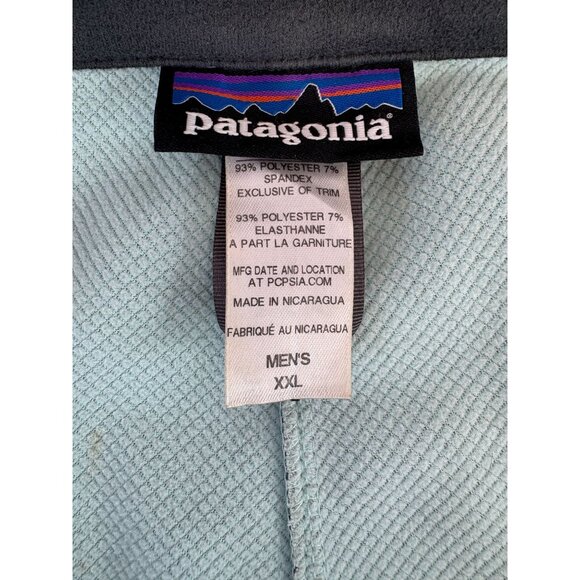 patagonia®
93% POLYESTER 7%
SPANDEX
EXCLUSIVE OF TRIM
93% POLYESTER 7%
ELASTHANNE
A PART LA GARNITURE
MFG DATE AND LOCATION
AT PCPSIA.COM
MADE IN NICARAGUA
FABRIQUÉ AU NICARAGUA
MEN'S
XXL